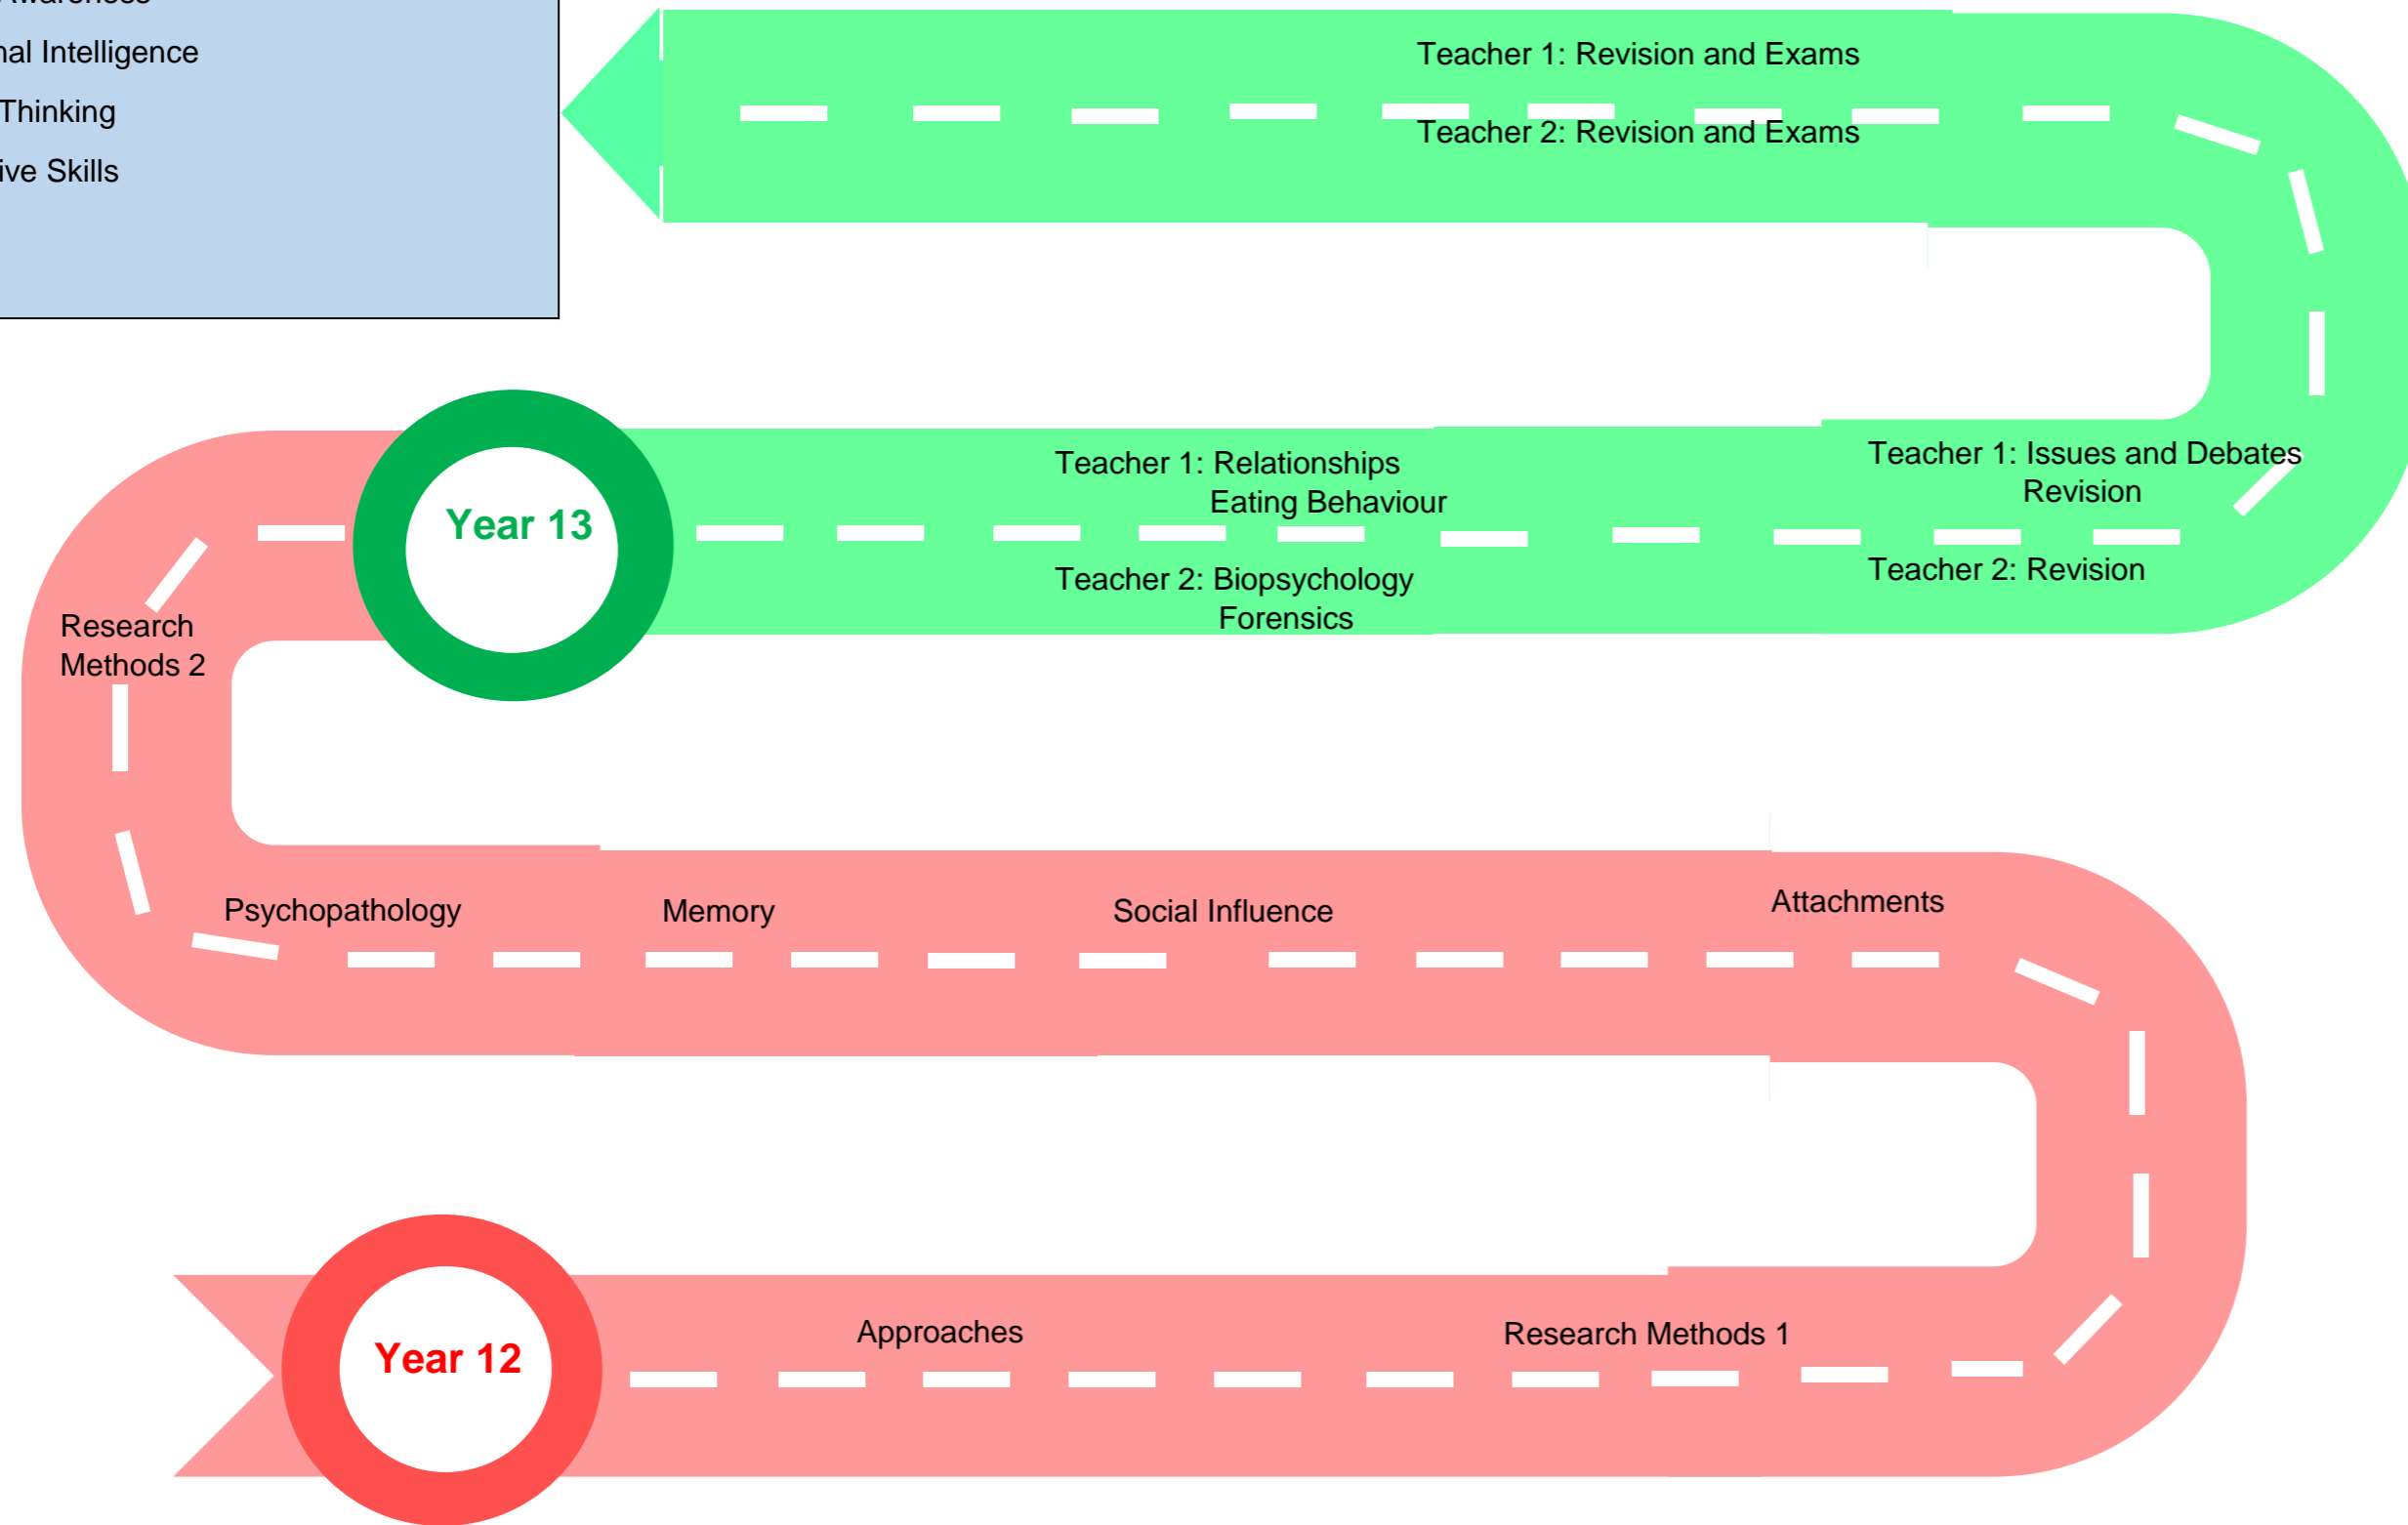 nal Intelligence
Thinking
ive Skills
Teacher 1: Revision and Exams
Teacher 2: Revision and Exams
Teacher 1: Relationships
Eating Behaviour
Teacher 2: Biopsychology
Forensics
Teacher 1: Issues and Debates
Revision
Teacher 2: Revision
Year 13
Research
Methods 2
Psychopathology
Memory
Social Influence
Attachments
Year 12
Approaches
Research Methods 1